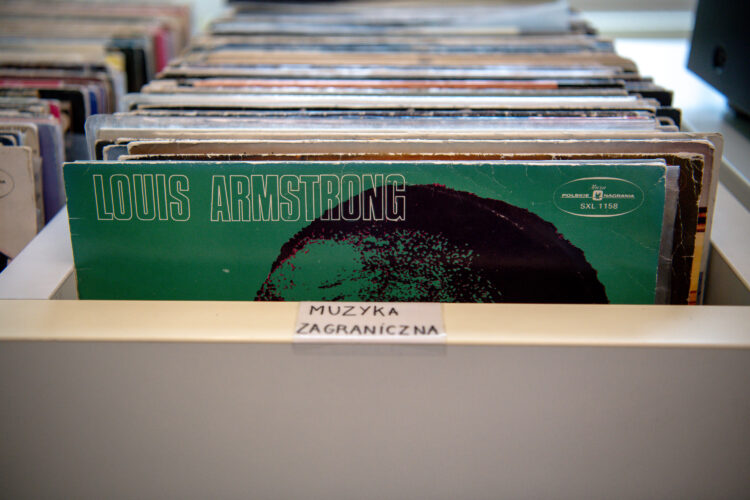 LOUIS ARMSTRONG
Muza
POLSKIE NAGRANIA
SXL 1158
MUZYKA
ZAGRANICZNA